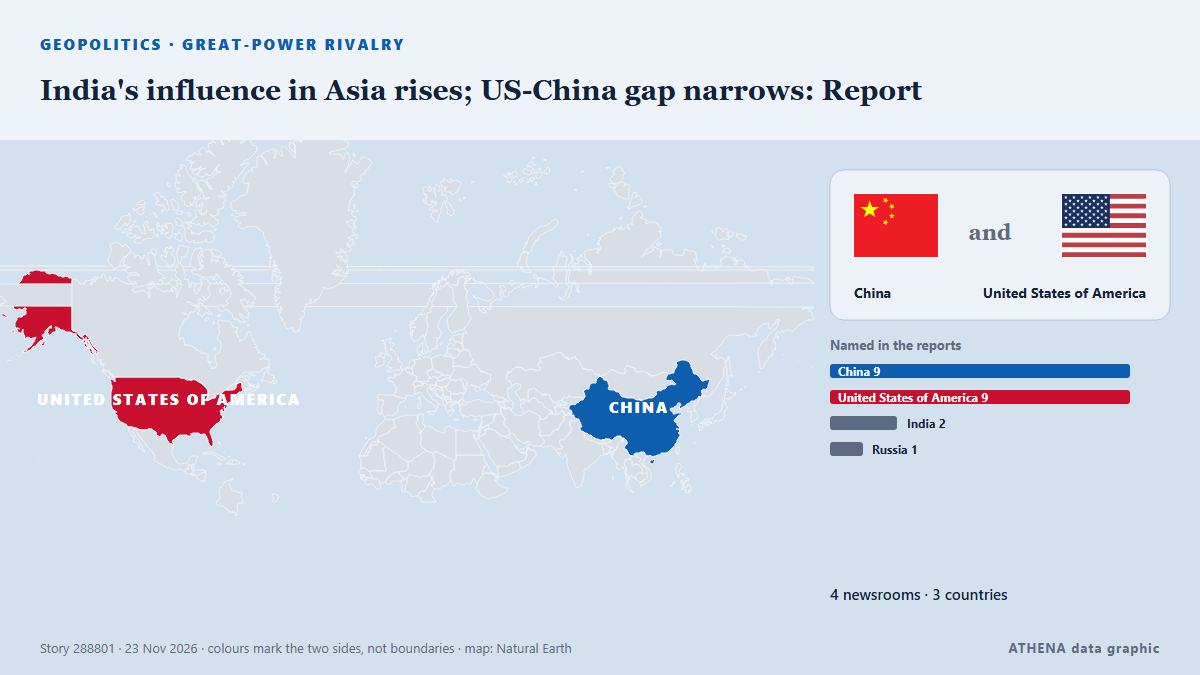 GEOPOLITICS · GREAT-POWER RIVALRY
India's influence in Asia rises; US-China gap narrows: Report
and
China
United States of America
Named in the reports
China 9
United States of America 9
India 2
Russia 1
UNITED STATES OF AMERICA
CHINA
4 newsrooms · 3 countries
Story 288801 · 23 Nov 2026 · colours mark the two sides, not boundaries · map: Natural Earth
ATHENA data graphic